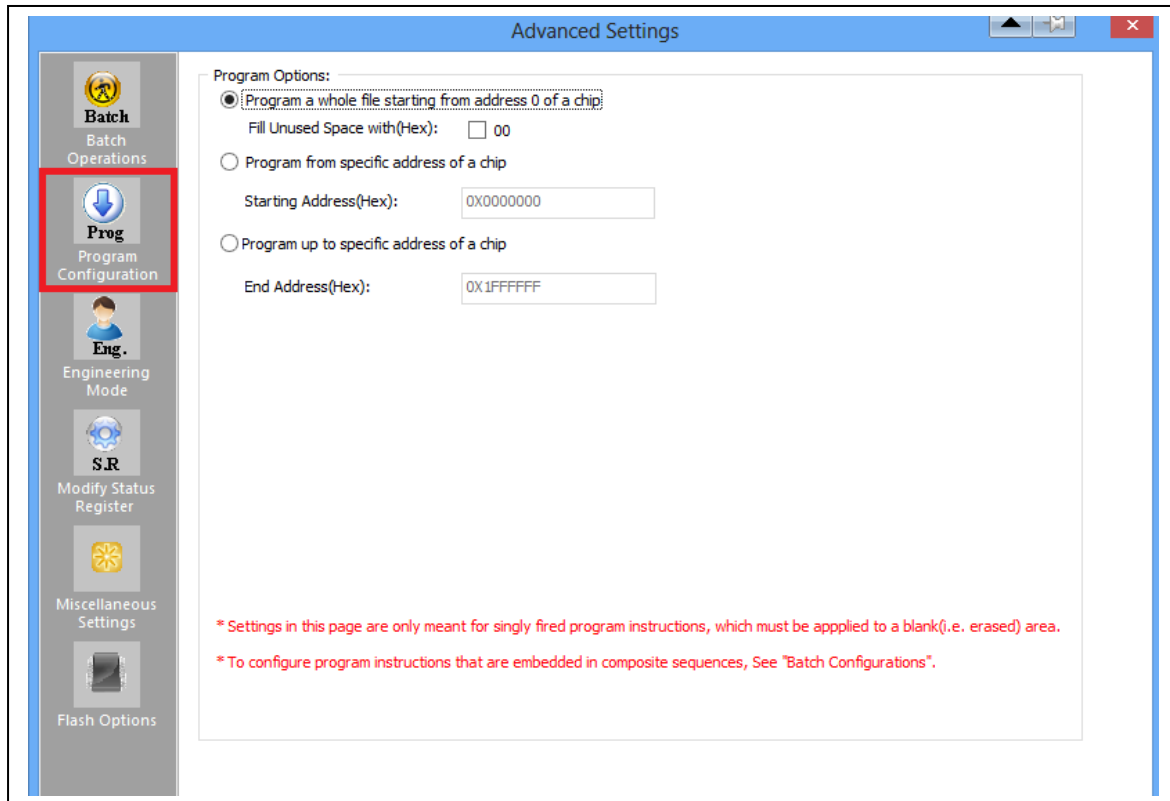 Advanced Settings
Batch
Batch
Operations
Prog
Program
Configuration
Eng.
Engineering
Mode
S.R
Modify Status
Register
Miscellaneous
Settings
Flash Options
Program Options:
Program a whole file starting from address 0 of a chip
Fill Unused Space with(Hex): 00
Program from specific address of a chip
Starting Address(Hex): 0X0000000
Program up to specific address of a chip
End Address(Hex): 0X1FFFFFF
* Settings in this page are only meant for singly fired program instructions, which must be appplied to a blank(i.e. erased) area.
* To configure program instructions that are embedded in composite sequences, See "Batch Configurations".